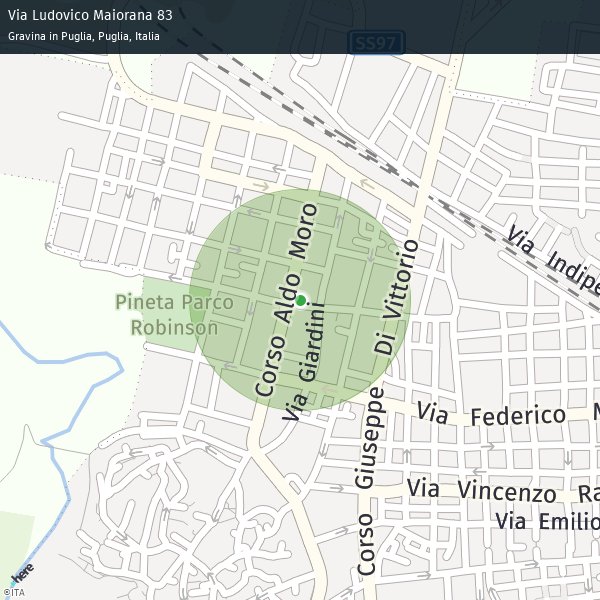 Via Ludovico Maiorana 83
Gravina in Puglia, Puglia, Italia
SS97
Corso Aldo Moro
Via Giardini
Di Vittorio
Corso Giuseppe
Via Indipe
Pineta Parco
Robinson
Via Federico M
Via Vincenzo Ra
Via Emilio
here
©ITA